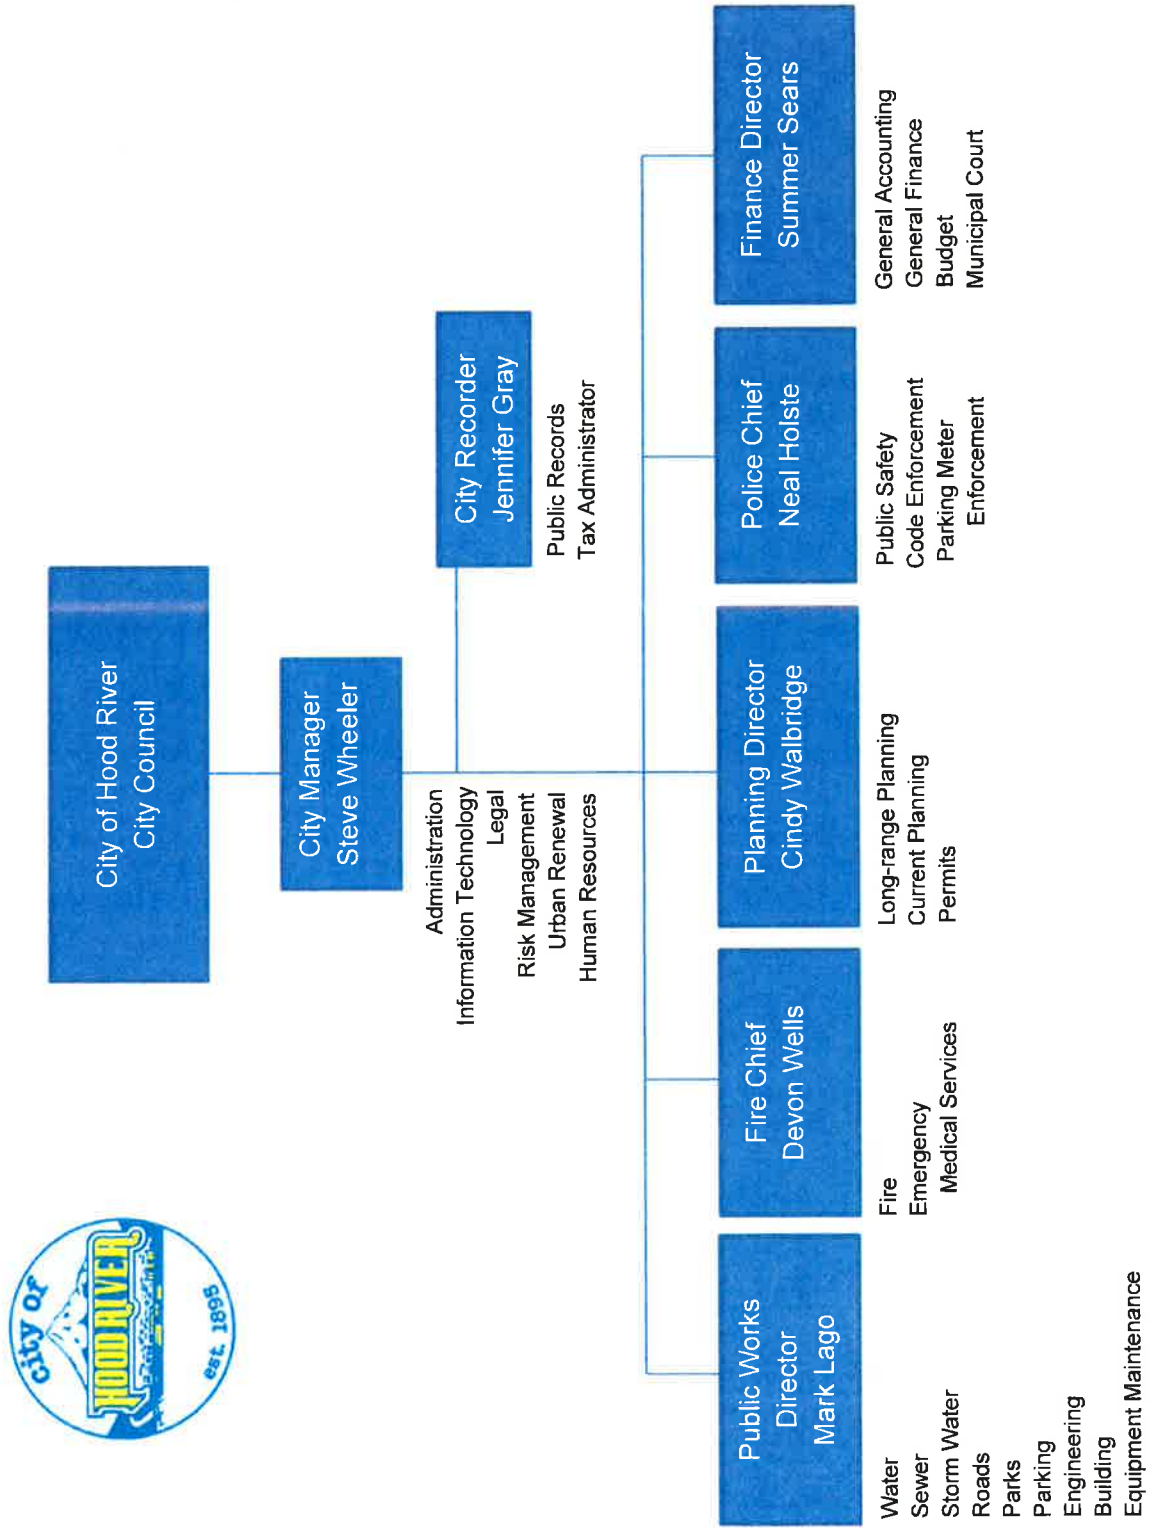 City of
HOOD RIVER
est. 1895
City of Hood River
City Council
City Manager
Steve Wheeler
Administration
Information Technology
Legal
Risk Management
Urban Renewal
Human Resources
City Recorder
Jennifer Gray
Public Records
Tax Administrator
Public Works
Director
Mark Lago
Water
Sewer
Storm Water
Roads
Parks
Parking
Engineering
Building
Equipment Maintenance
Fire Chief
Devon Wells
Fire
Emergency
Medical Services
Planning Director
Cindy Walbridge
Long-range Planning
Current Planning
Permits
Police Chief
Neal Holste
Public Safety
Code Enforcement
Parking Meter
Enforcement
Finance Director
Summer Sears
General Accounting
General Finance
Budget
Municipal Court